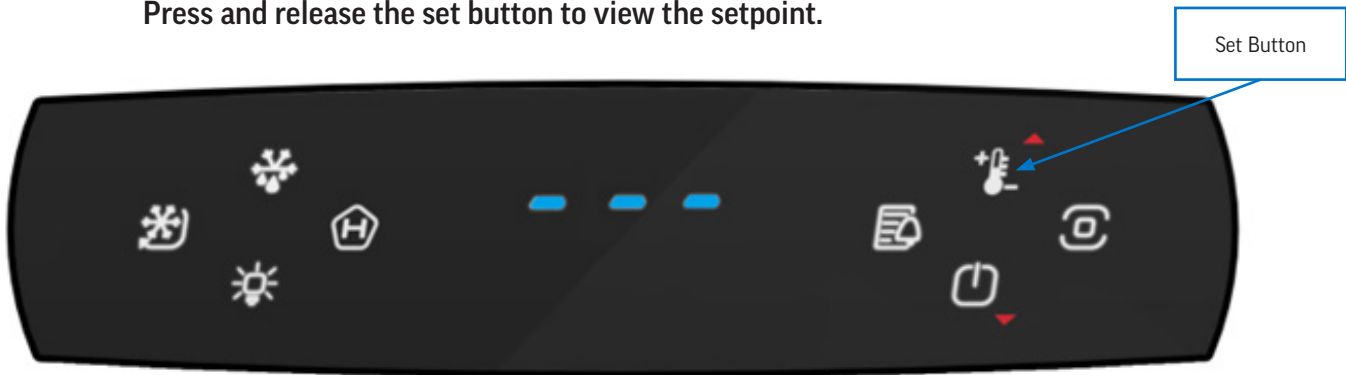 Press and release the set button to view the setpoint.
Set Button
- - -
H